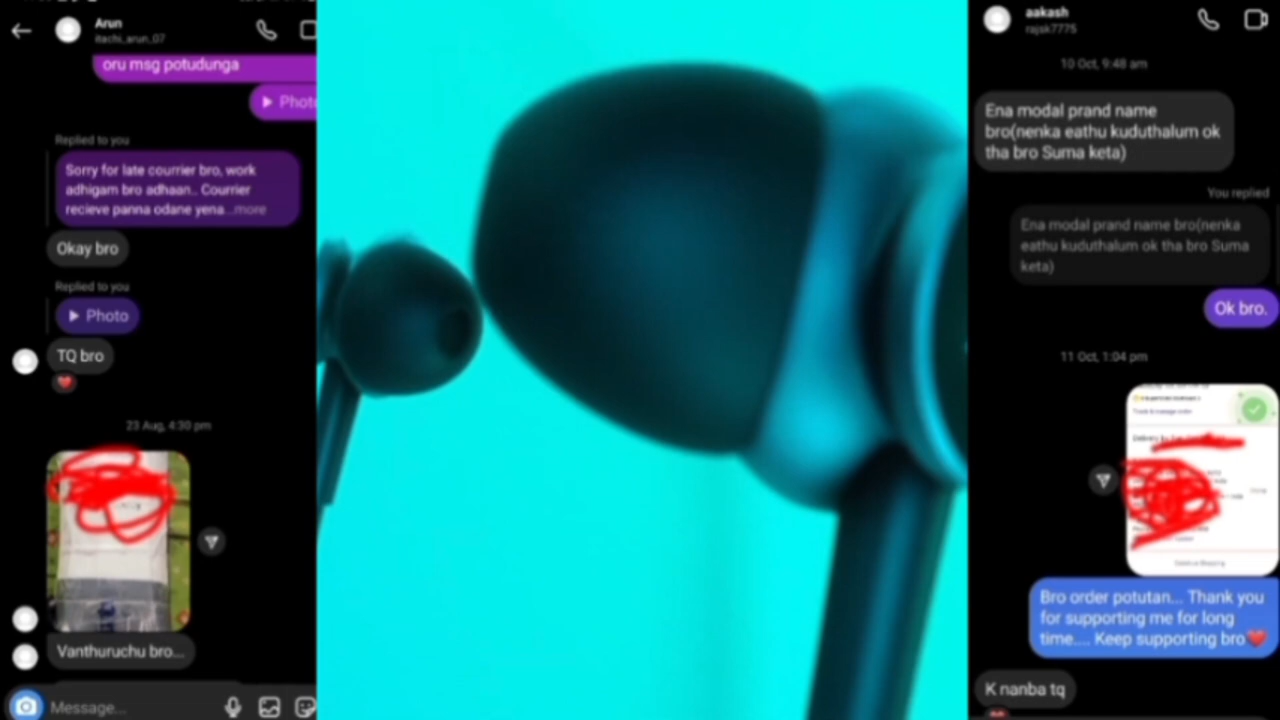 Arun
itachi_arun_07
oru msg potudunga
Photo
Replied to you
Sorry for late courrier bro, work
adhigam bro adhaan.. Courrier
recieve panna odane yena...more
Okay bro
Replied to you
Photo
TQ bro
23 Aug, 4:30 pm
Vanthuruchu bro...
Message...
aakash
rajsk7775
10 Oct, 9:48 am
Ena modal prand name
bro(nenka eathu kuduthalum ok
tha bro Suma keta)
You replied
Ena modal prand name bro(nenka
eathu kuduthalum ok tha bro Suma
keta)
Ok bro.
11 Oct, 1:04 pm
Bro order potutan... Thank you
for supporting me for long
time.... Keep supporting bro❤️
K nanba tq